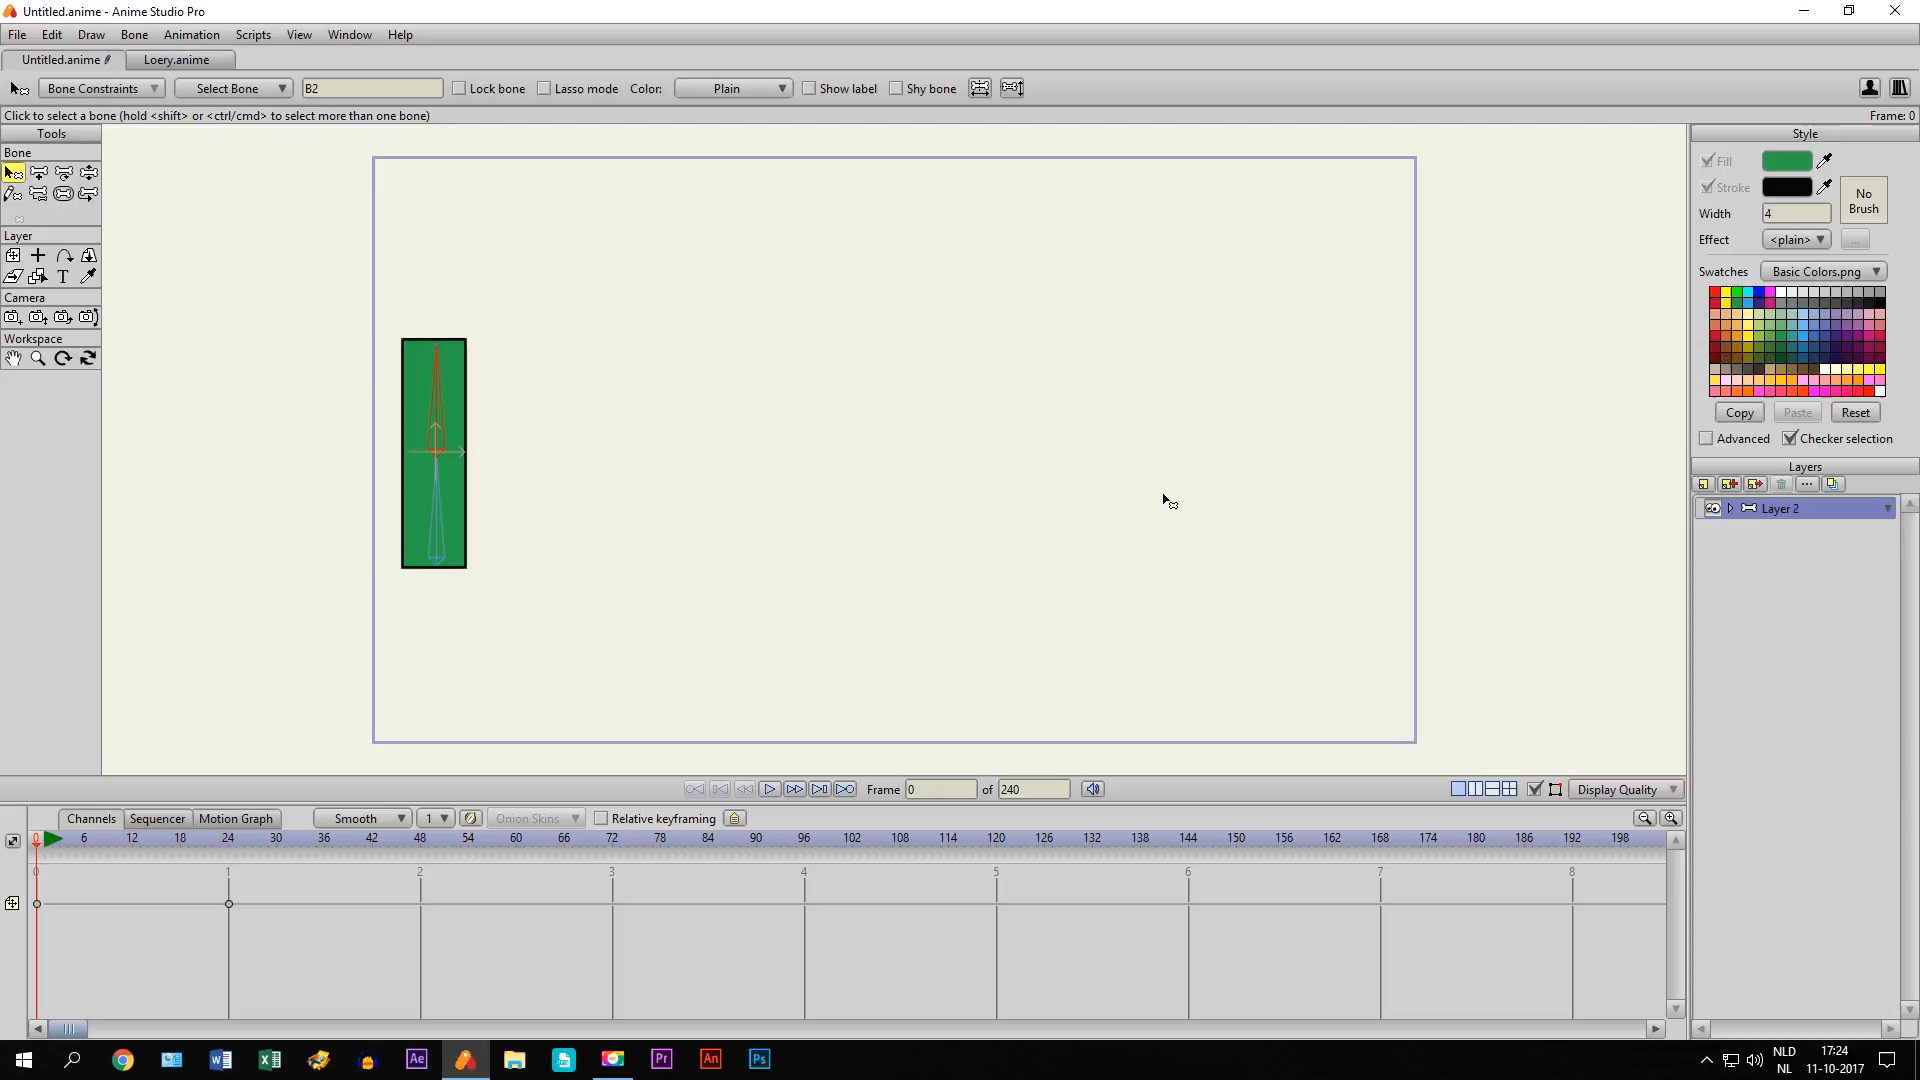 Untitled.anime - Anime Studio Pro
File Edit Draw Bone Animation Scripts View Window Help
Untitled.anime Loery.anime
Bone Constraints Select Bone B2 Lock bone Lasso mode Color: Plain Show label Shy bone
Click to select a bone (hold <shift> or <ctrl/cmd> to select more than one bone) Frame: 0
Tools
Bone
Layer
T
Camera
Workspace
Style
Fill
Stroke
No
Brush
Width 4
Effect <plain> ...
Swatches Basic Colors.png
Copy Paste Reset
Advanced Checker selection
Layers
Layer 2
Frame 0 of 240 Display Quality
Channels Sequencer Motion Graph Smooth 1 Onion Skins Relative keyframing
0 6 12 18 24 30 36 42 48 54 60 66 72 78 84 90 96 102 108 114 120 126 132 138 144 150 156 162 168 174 180 186 192 198
0 1 2 3 4 5 6 7 8
Ae Pr An Ps
NLD 17:24
NL 11-10-2017